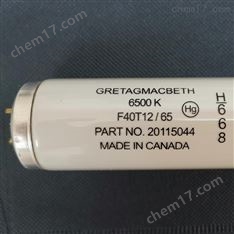 chem17.com
GRETAGMACBETH
6500 K
F40T12 / 65
Hg
PART NO. 20115044
MADE IN CANADA
H
6
6
8